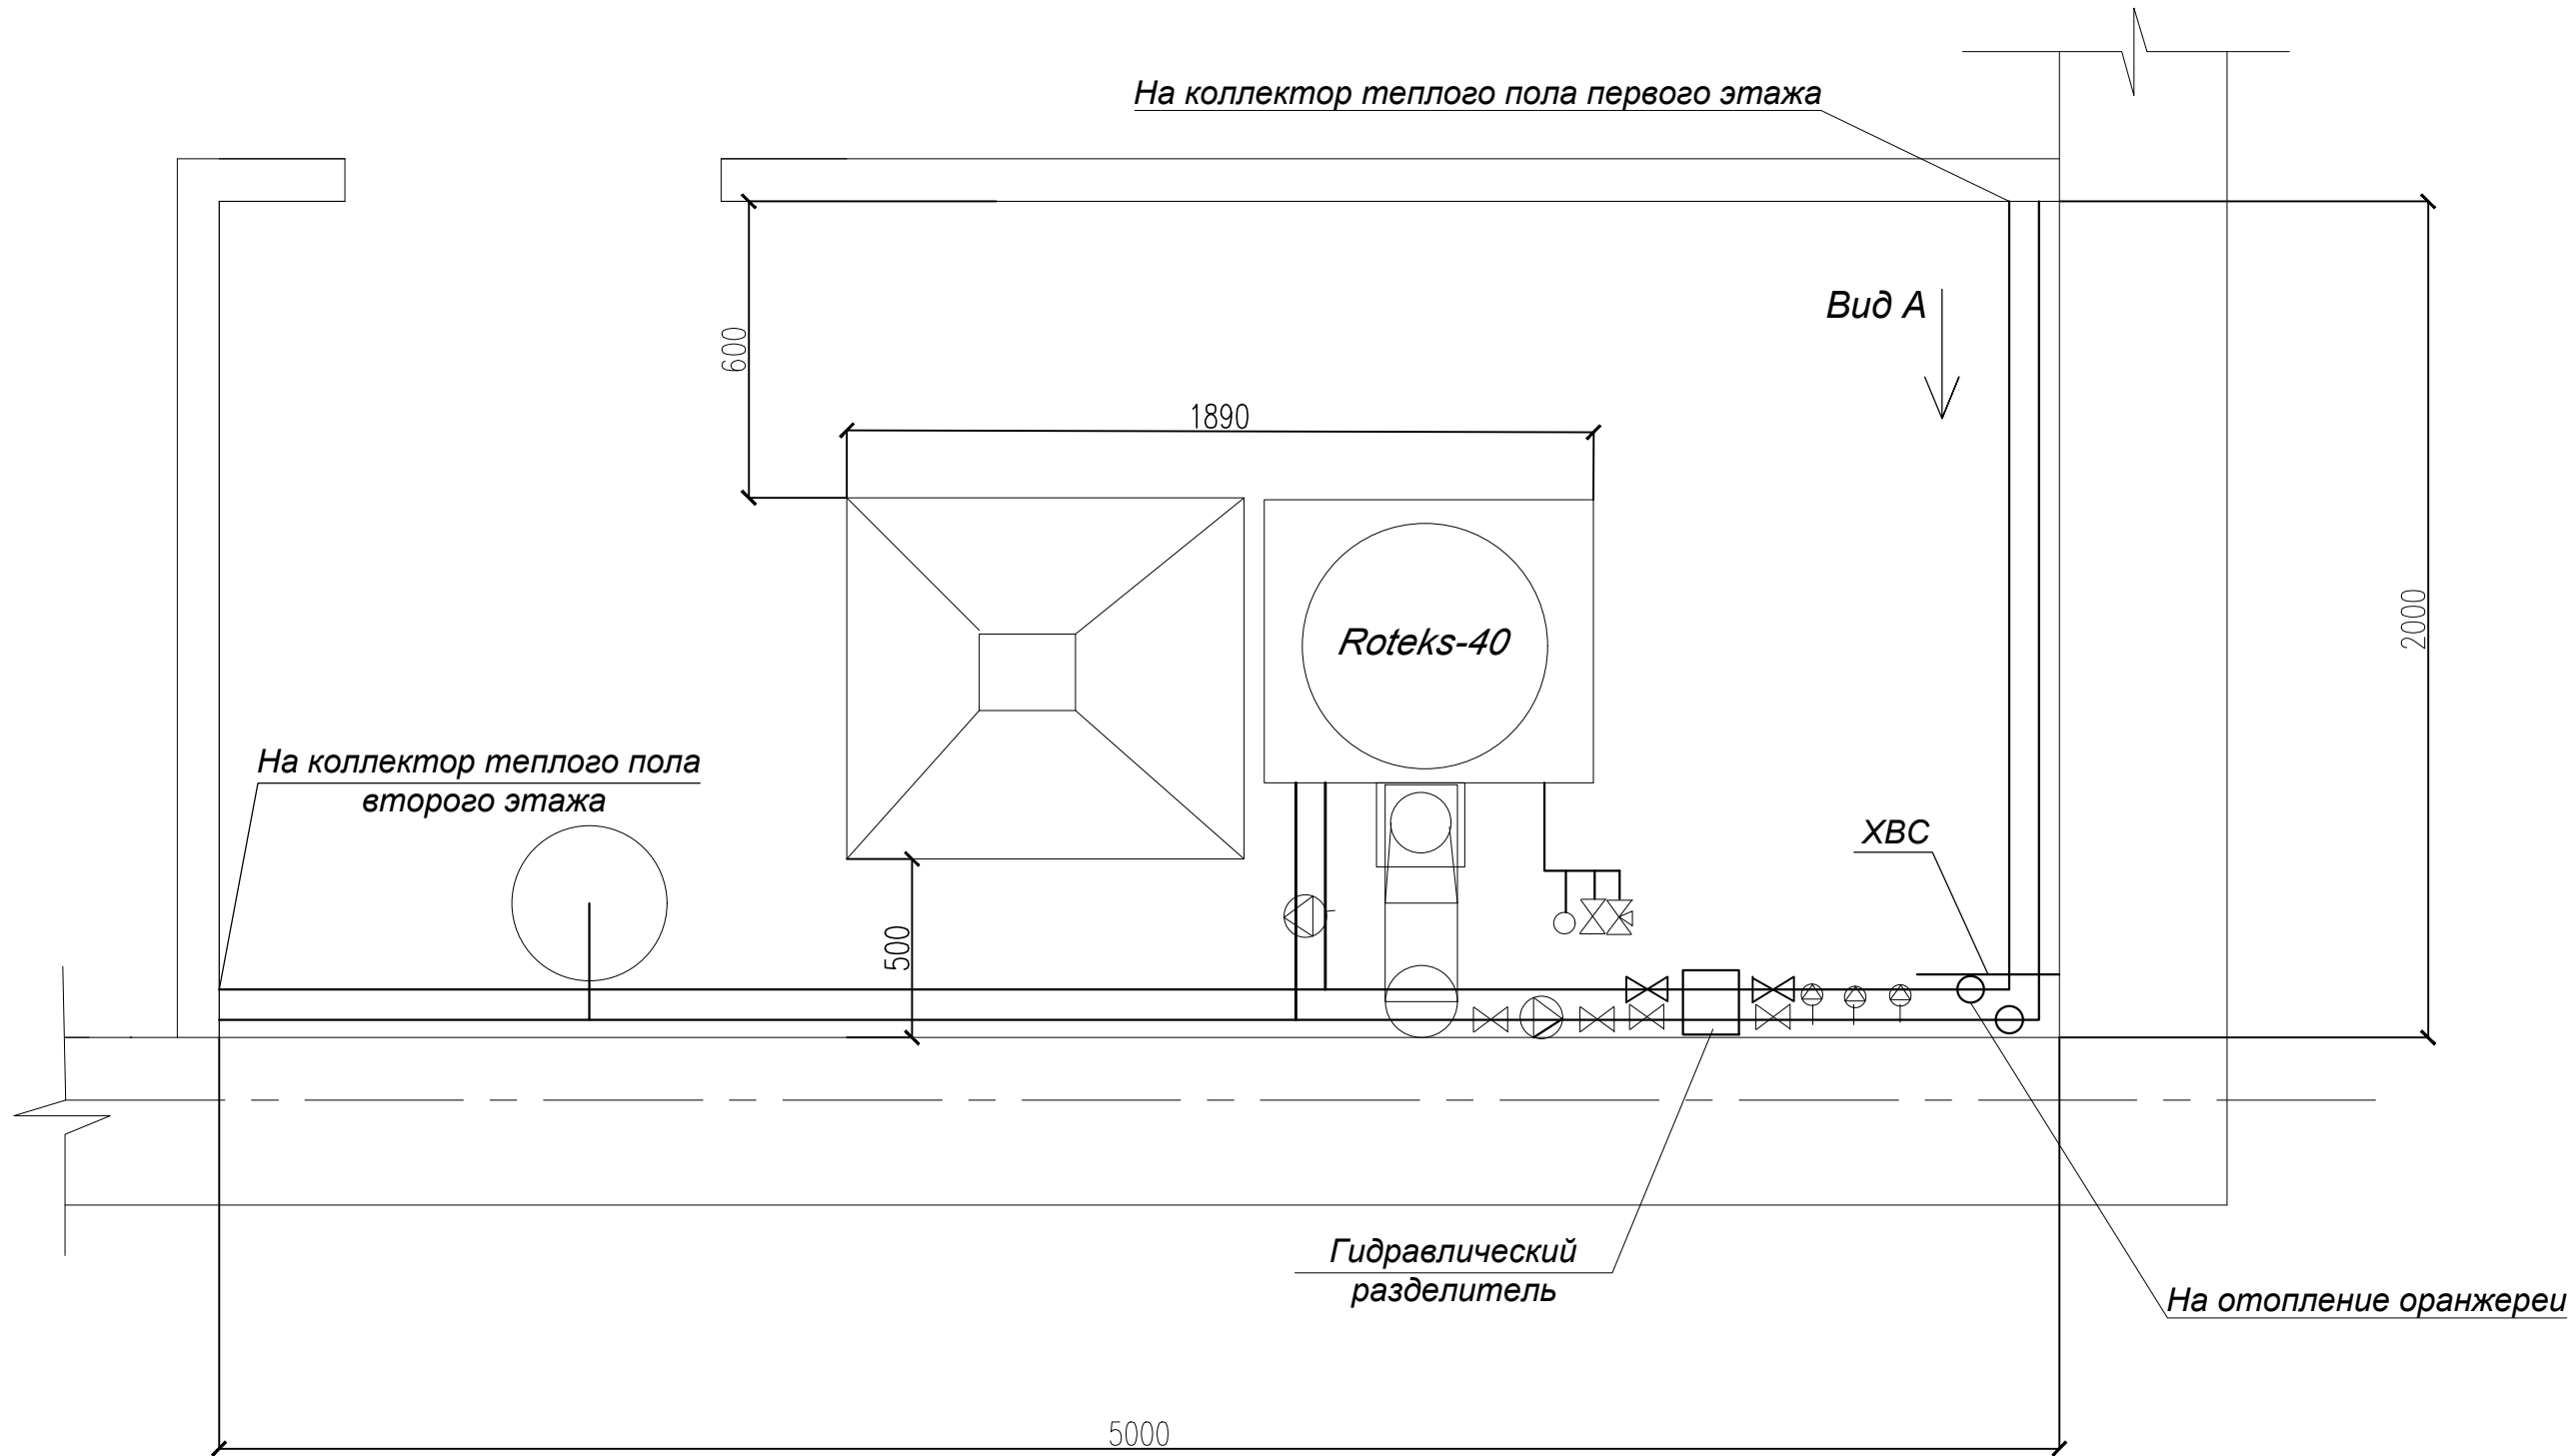 На коллектор теплого пола первого этажа
Вид А
600
1890
2000
Roteks-40
На коллектор теплого пола
второго этажа
ХВС
500
Гидравлический
разделитель
На отопление оранжереи
5000